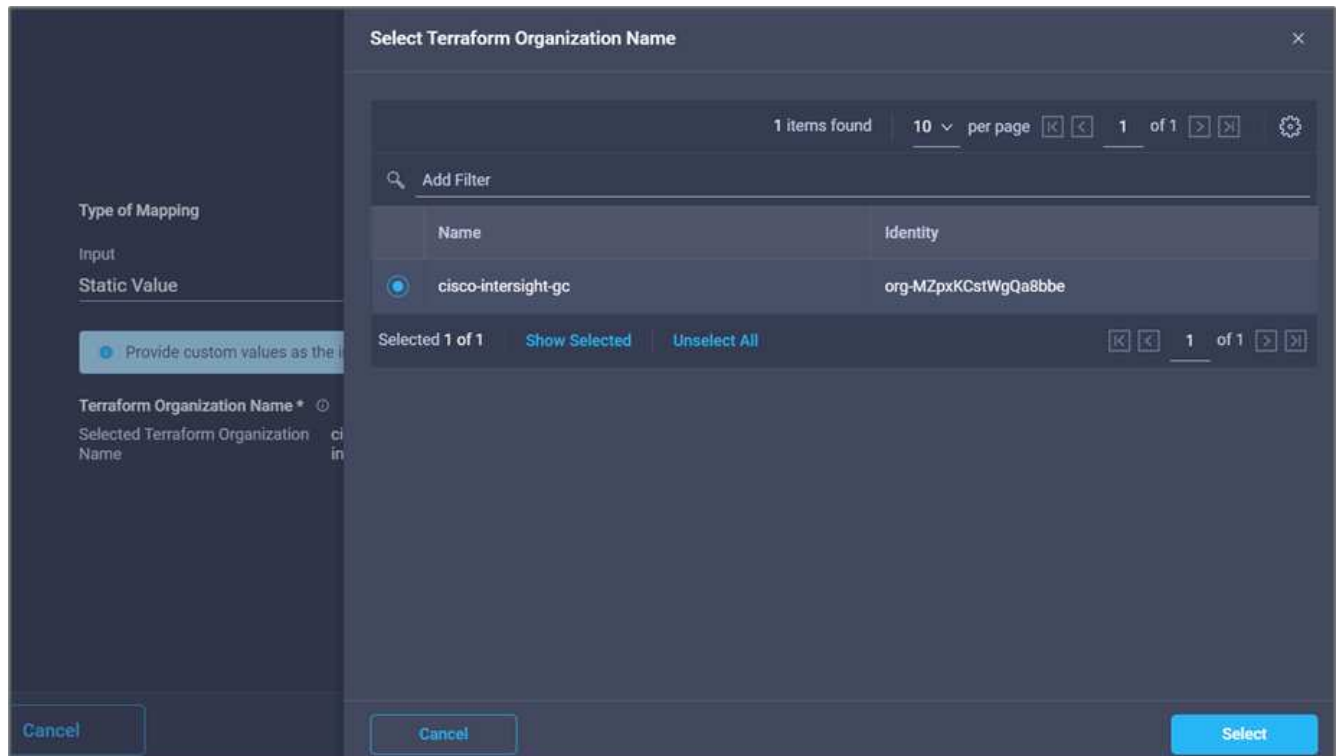 Select Terraform Organization Name
1 items found 10 per page 1 of 1
Add Filter
Name Identity
cisco-intersight-gc org-MZpxKCstWgQa8bbe
Selected 1 of 1 Show Selected Unselect All 1 of 1
Type of Mapping
Input
Static Value
Provide custom values as the i
Terraform Organization Name *
Selected Terraform Organization ci
Name in
Cancel
Cancel Select